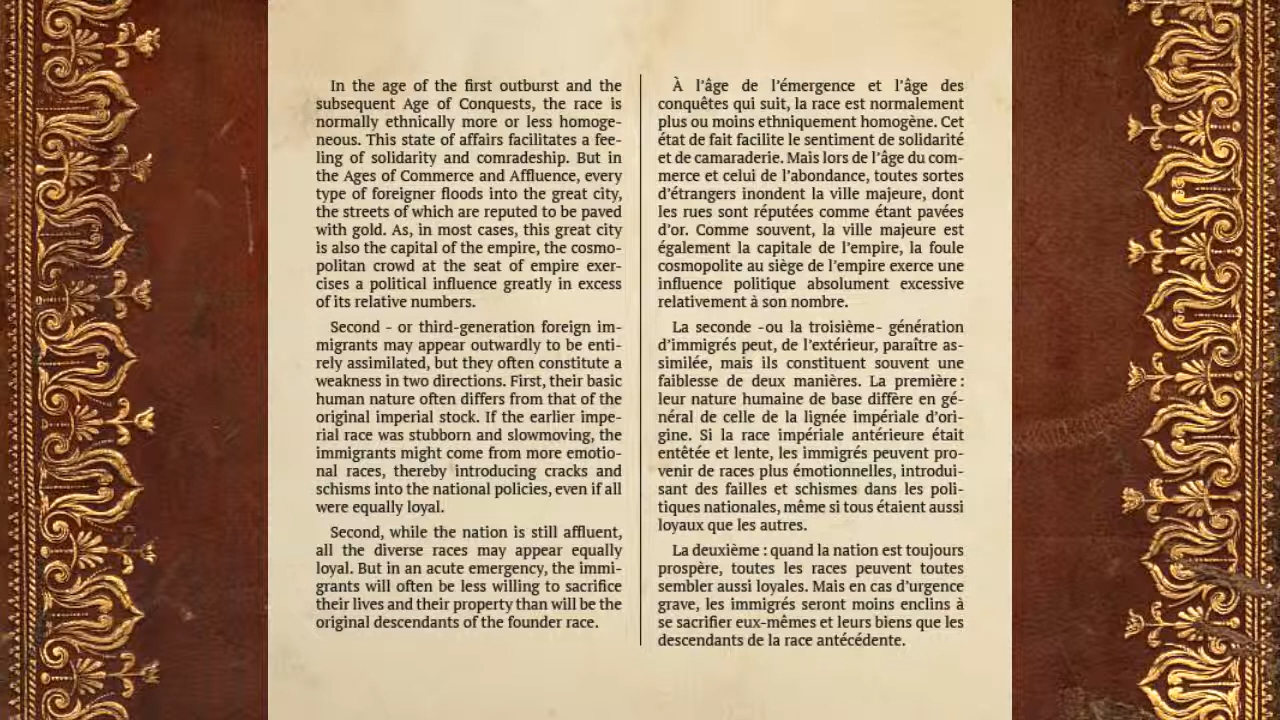 In the age of the first outburst and the
subsequent Age of Conquests, the race is
normally ethnically more or less homoge-
neous. This state of affairs facilitates a fee-
ling of solidarity and comradeship. But in
the Ages of Commerce and Affluence, every
type of foreigner floods into the great city,
the streets of which are reputed to be paved
with gold. As, in most cases, this great city
is also the capital of the empire, the cosmo-
politan crowd at the seat of empire exer-
cises a political influence greatly in excess
of its relative numbers.
Second - or third-generation foreign im-
migrants may appear outwardly to be enti-
rely assimilated, but they often constitute a
weakness in two directions. First, their basic
human nature often differs from that of the
original imperial stock. If the earlier impe-
rial race was stubborn and slowmoving, the
immigrants might come from more emotio-
nal races, thereby introducing cracks and
schisms into the national policies, even if all
were equally loyal.
Second, while the nation is still affluent,
all the diverse races may appear equally
loyal. But in an acute emergency, the immi-
grants will often be less willing to sacrifice
their lives and their property than will be the
original descendants of the founder race.
À l’âge de l’émergence et l’âge des
conquêtes qui suit, la race est normalement
plus ou moins ethniquement homogène. Cet
état de fait facilite le sentiment de solidarité
et de camaraderie. Mais lors de l’âge du com-
merce et celui de l’abondance, toutes sortes
d’étrangers inondent la ville majeure, dont
les rues sont réputées comme étant pavées
d’or. Comme souvent, la ville majeure est
également la capitale de l’empire, la foule
cosmopolite au siège de l’empire exerce une
influence politique absolument excessive
relativement à son nombre.
La seconde -ou la troisième- génération
d’immigrés peut, de l’extérieur, paraître as-
similée, mais ils constituent souvent une
faiblesse de deux manières. La première :
leur nature humaine de base diffère en gé-
néral de celle de la lignée impériale d’ori-
gine. Si la race impériale antérieure était
entêtée et lente, les immigrés peuvent pro-
venir de races plus émotionnelles, introdui-
sant des failles et schismes dans les poli-
tiques nationales, même si tous étaient aussi
loyaux que les autres.
La deuxième : quand la nation est toujours
prospère, toutes les races peuvent toutes
sembler aussi loyales. Mais en cas d’urgence
grave, les immigrés seront moins enclins à
se sacrifier eux-mêmes et leurs biens que les
descendants de la race antécédente.